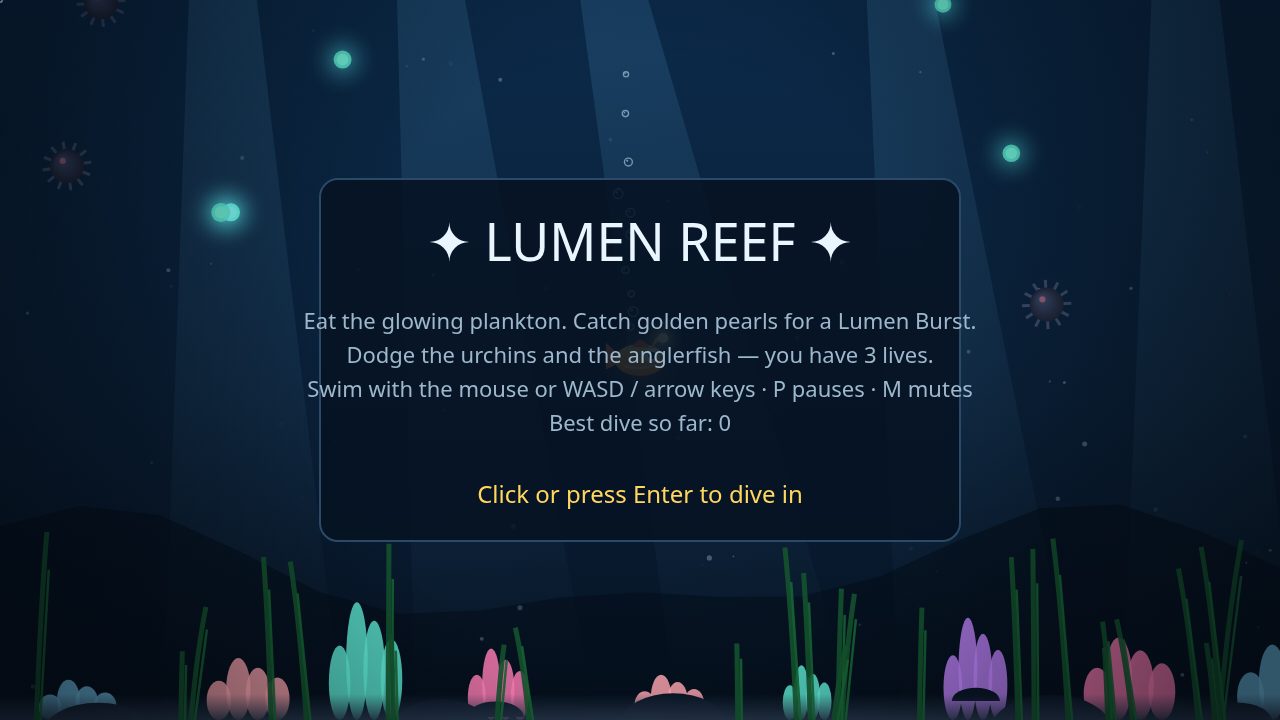 ✦ LUMEN REEF ✦
Eat the glowing plankton. Catch golden pearls for a Lumen Burst.
Dodge the urchins and the anglerfish — you have 3 lives.
Swim with the mouse or WASD / arrow keys · P pauses · M mutes
Best dive so far: 0
Click or press Enter to dive in